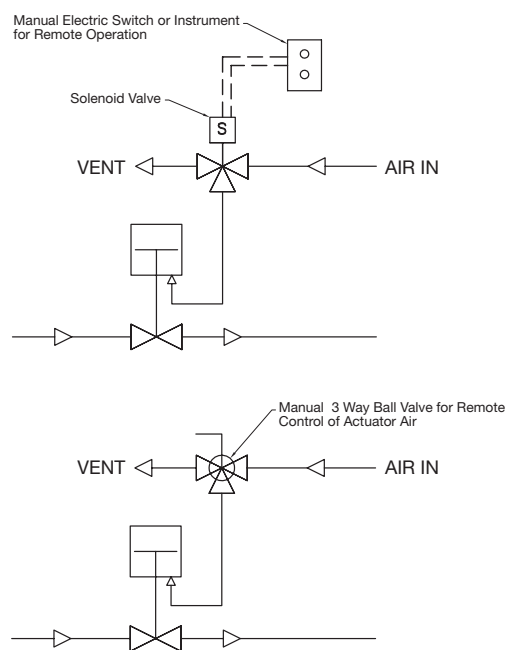 Manual Electric Switch or Instrument
for Remote Operation
Solenoid Valve
S
VENT
AIR IN
Manual 3 Way Ball Valve for Remote
Control of Actuator Air
VENT
AIR IN